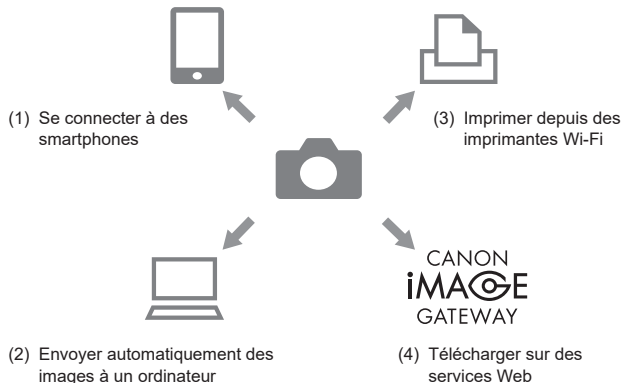 (1) Se connecter à des
smartphones
(3) Imprimer depuis des
imprimantes Wi-Fi
(2) Envoyer automatiquement des
images à un ordinateur
CANON
iMAGE
GATEWAY
(4) Télécharger sur des
services Web